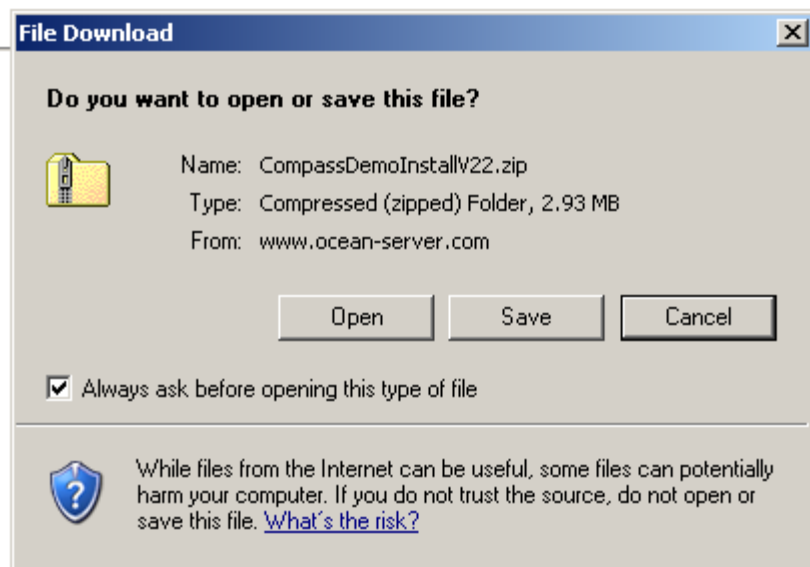 File Download
Do you want to open or save this file?
Name: CompassDemoInstallV22.zip
Type: Compressed (zipped) Folder, 2.93 MB
From: www.ocean-server.com
Open Save Cancel
Always ask before opening this type of file
While files from the Internet can be useful, some files can potentially
harm your computer. If you do not trust the source, do not open or
save this file. What's the risk?